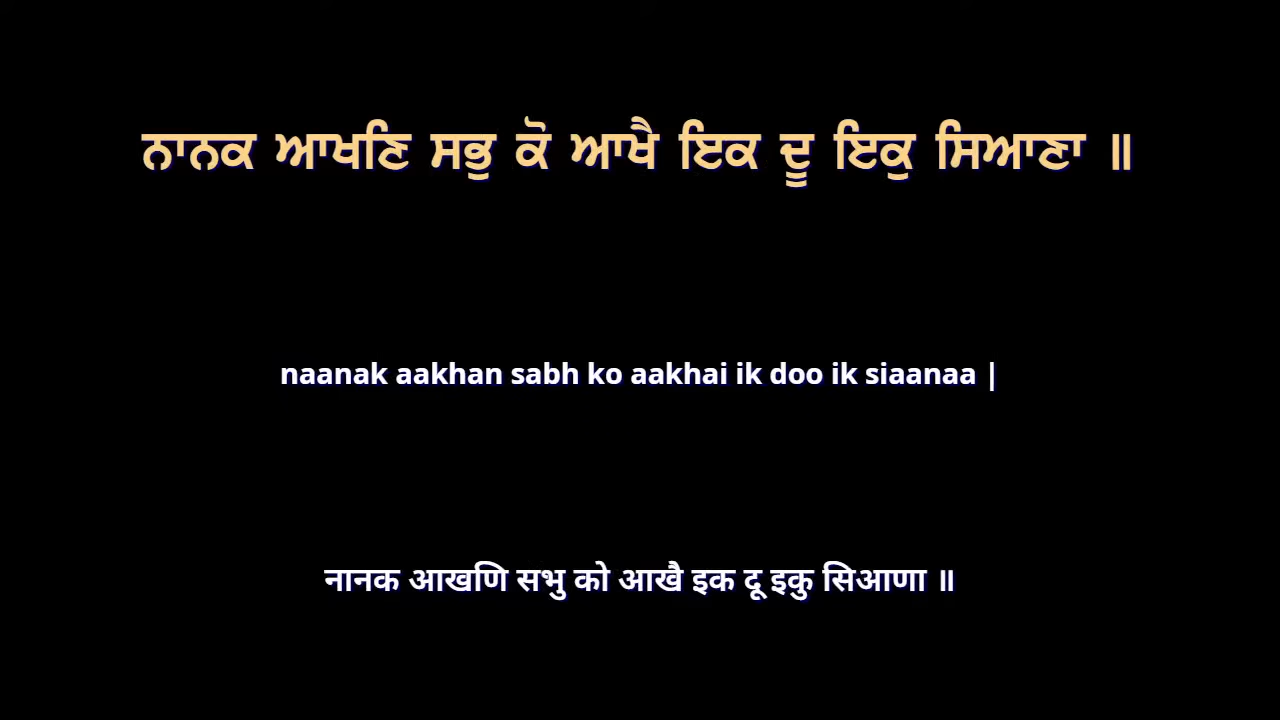 ਨਾਨਕ ਆਖਣਿ ਸਭੁ ਕੋ ਆਖੈ ਇਕ ਦੂ ਇਕੁ ਸਿਆਣਾ ॥
naanak aakhan sabh ko aakhai ik doo ik siaanaa |
नानक आखणि सभु को आखै इक दू इकु सिआणा ॥